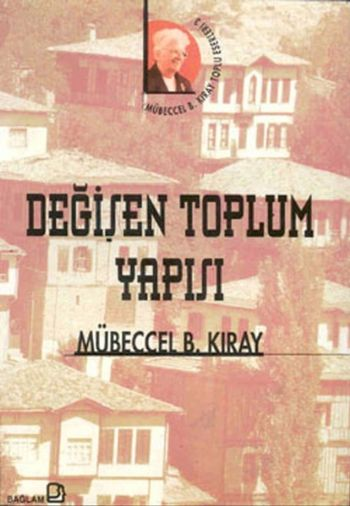 (MÜBECCEL B. KIRAY TOPLU ESERLERİ 3
DEĞİŞEN TOPLUM
YAPISI
MÜBECCEL B. KIRAY
BAĞLAM